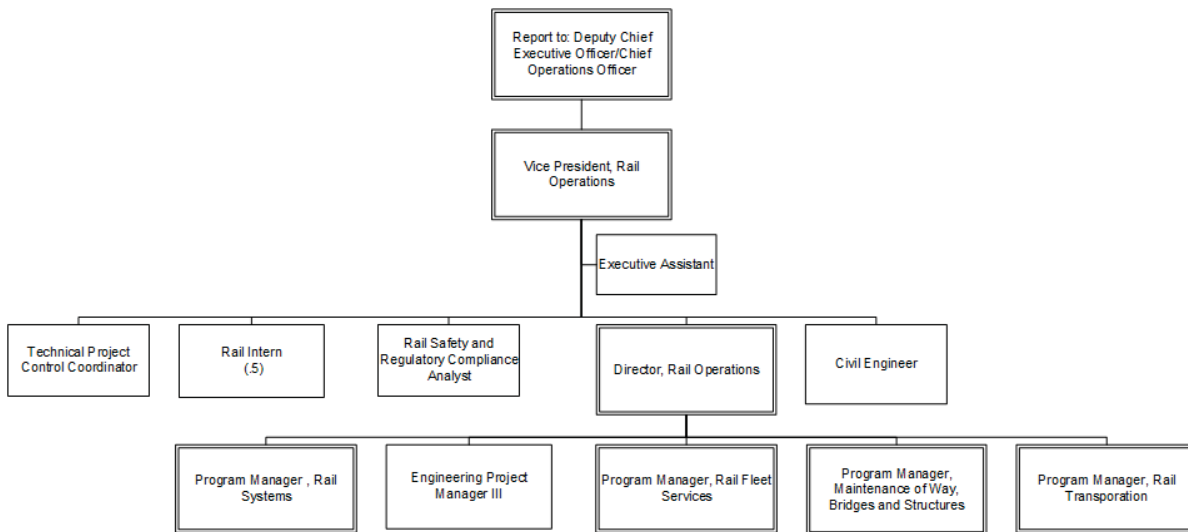 Report to: Deputy Chief
Executive Officer/Chief
Operations Officer
Vice President, Rail
Operations
Executive Assistant
Technical Project
Control Coordinator
Rail Intern
(.5)
Rail Safety and
Regulatory Compliance
Analyst
Director, Rail Operations
Civil Engineer
Program Manager , Rail
Systems
Engineering Project
Manager III
Program Manager, Rail Fleet
Services
Program Manager,
Maintenance of Way,
Bridges and Structures
Program Manager, Rail
Transporation